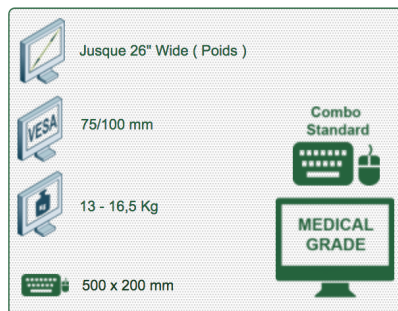 Jusque 26" Wide ( Poids )
VESA
75/100 mm
13 - 16,5 Kg
500 x 200 mm
Combo
Standard
MEDICAL
GRADE